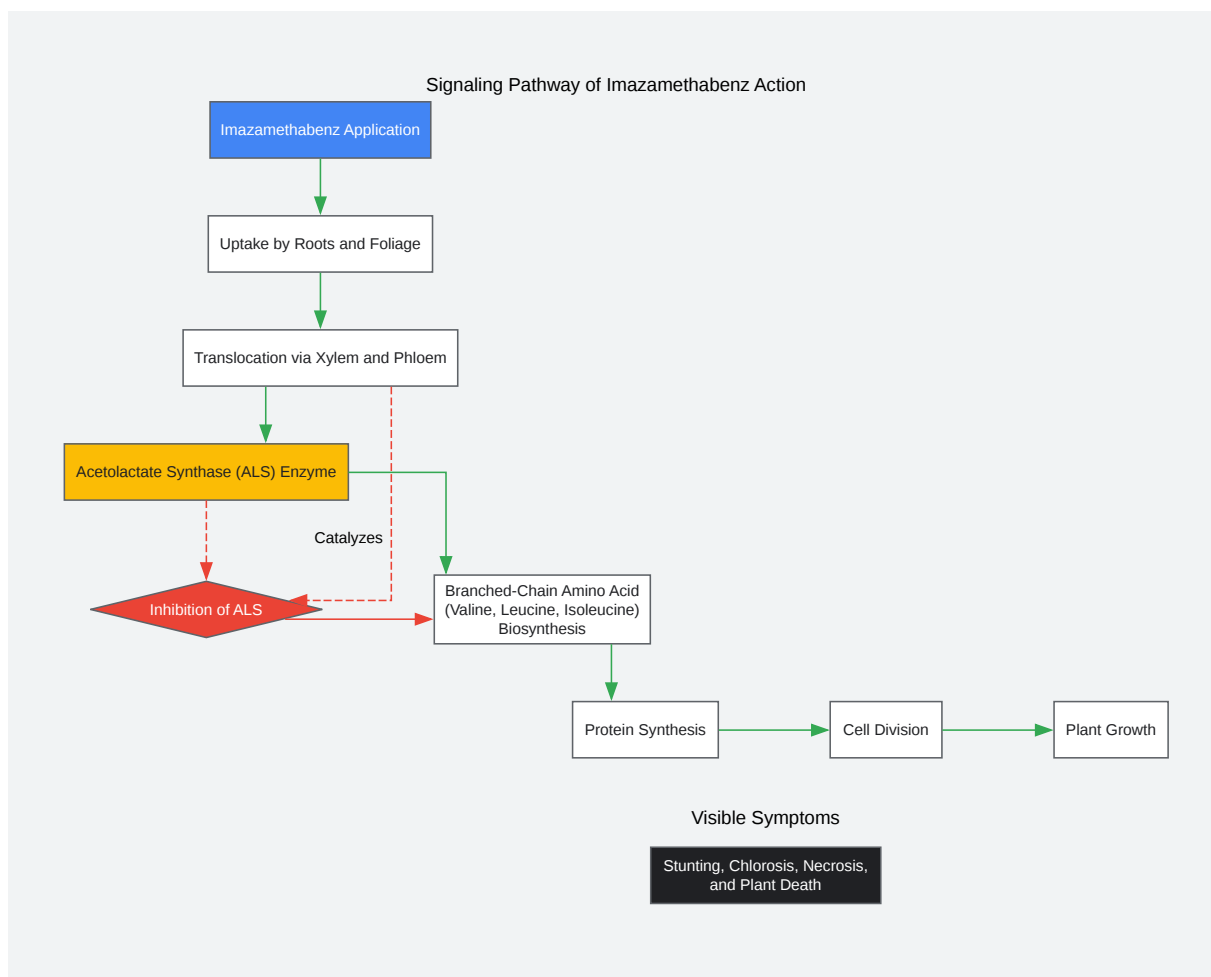 Signaling Pathway of Imazamethabenz Action
Imazamethabenz Application
Uptake by Roots and Foliage
Translocation via Xylem and Phloem
Acetolactate Synthase (ALS) Enzyme
Catalyzes
Inhibition of ALS
Branched-Chain Amino Acid
(Valine, Leucine, Isoleucine)
Biosynthesis
Protein Synthesis
Cell Division
Plant Growth
Visible Symptoms
Stunting, Chlorosis, Necrosis,
and Plant Death